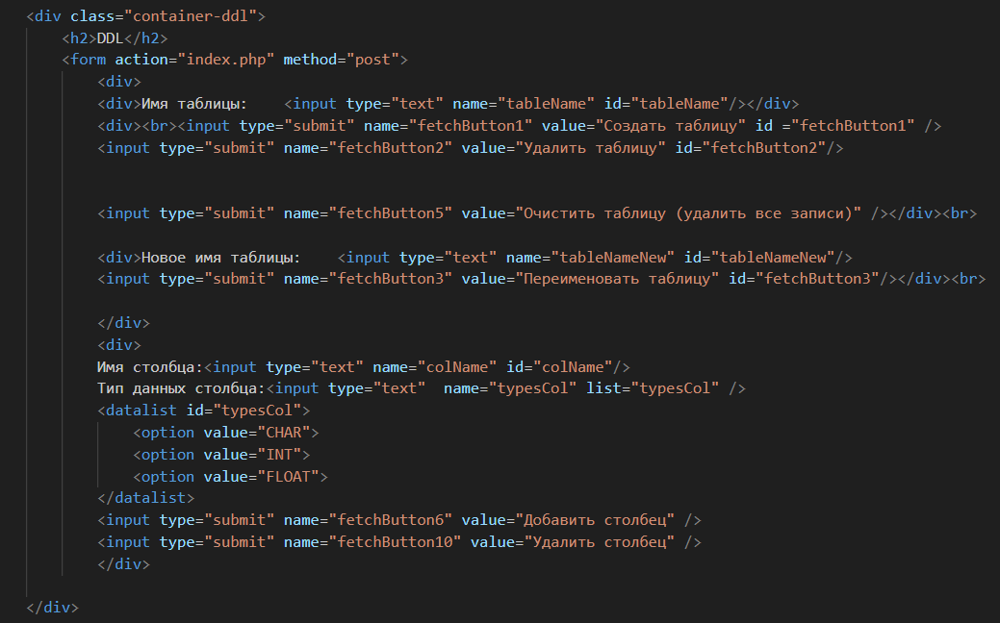 <div class="container-ddl">
<h2>DDL</h2>
<form action="index.php" method="post">
<div>
<div>Имя таблицы:    <input type="text" name="tableName" id="tableName"/></div>
<div><br><input type="submit" name="fetchButton1" value="Создать таблицу" id ="fetchButton1" />
<input type="submit" name="fetchButton2" value="Удалить таблицу" id="fetchButton2"/>
<input type="submit" name="fetchButton5" value="Очистить таблицу (удалить все записи)" /></div><br>
<div>Новое имя таблицы:    <input type="text" name="tableNameNew" id="tableNameNew"/>
<input type="submit" name="fetchButton3" value="Переименовать таблицу" id="fetchButton3"/></div><br>
</div>
<div>
Имя столбца:<input type="text" name="colName" id="colName"/>
Тип данных столбца:<input type="text"  name="typesCol" list="typesCol" />
<datalist id="typesCol">
<option value="CHAR">
<option value="INT">
<option value="FLOAT">
</datalist>
<input type="submit" name="fetchButton6" value="Добавить столбец" />
<input type="submit" name="fetchButton10" value="Удалить столбец" />
</div>
</div>